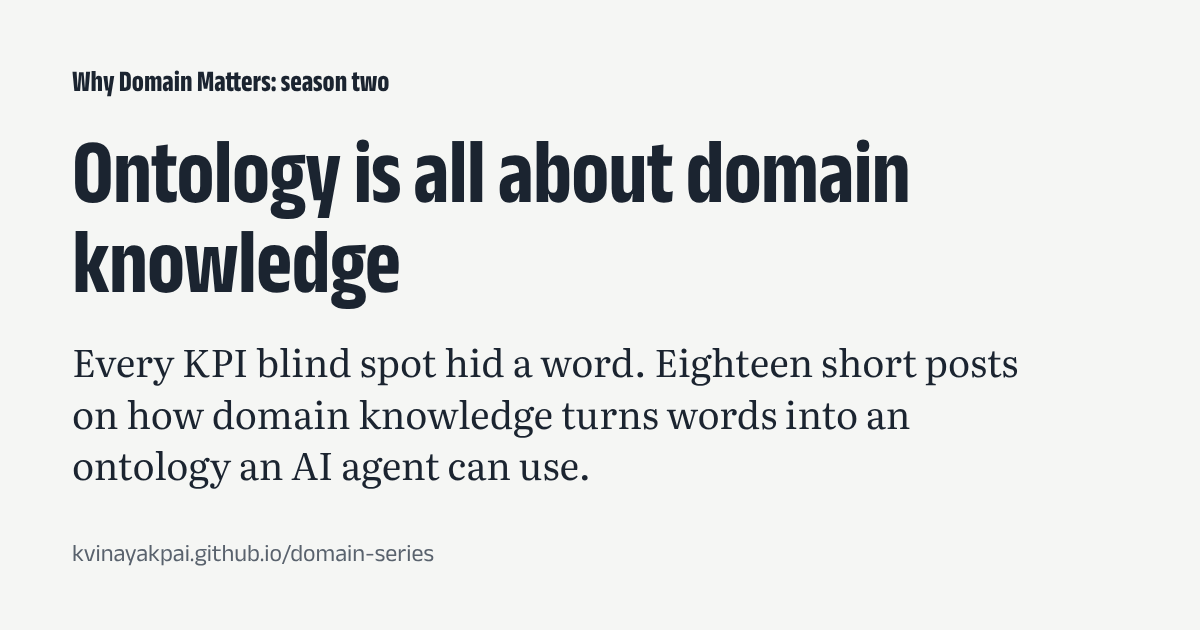 Why Domain Matters: season two
Ontology is all about domain
knowledge
Every KPI blind spot hid a word. Eighteen short posts
on how domain knowledge turns words into an
ontology an AI agent can use.
kvinayakpai.github.io/domain-series